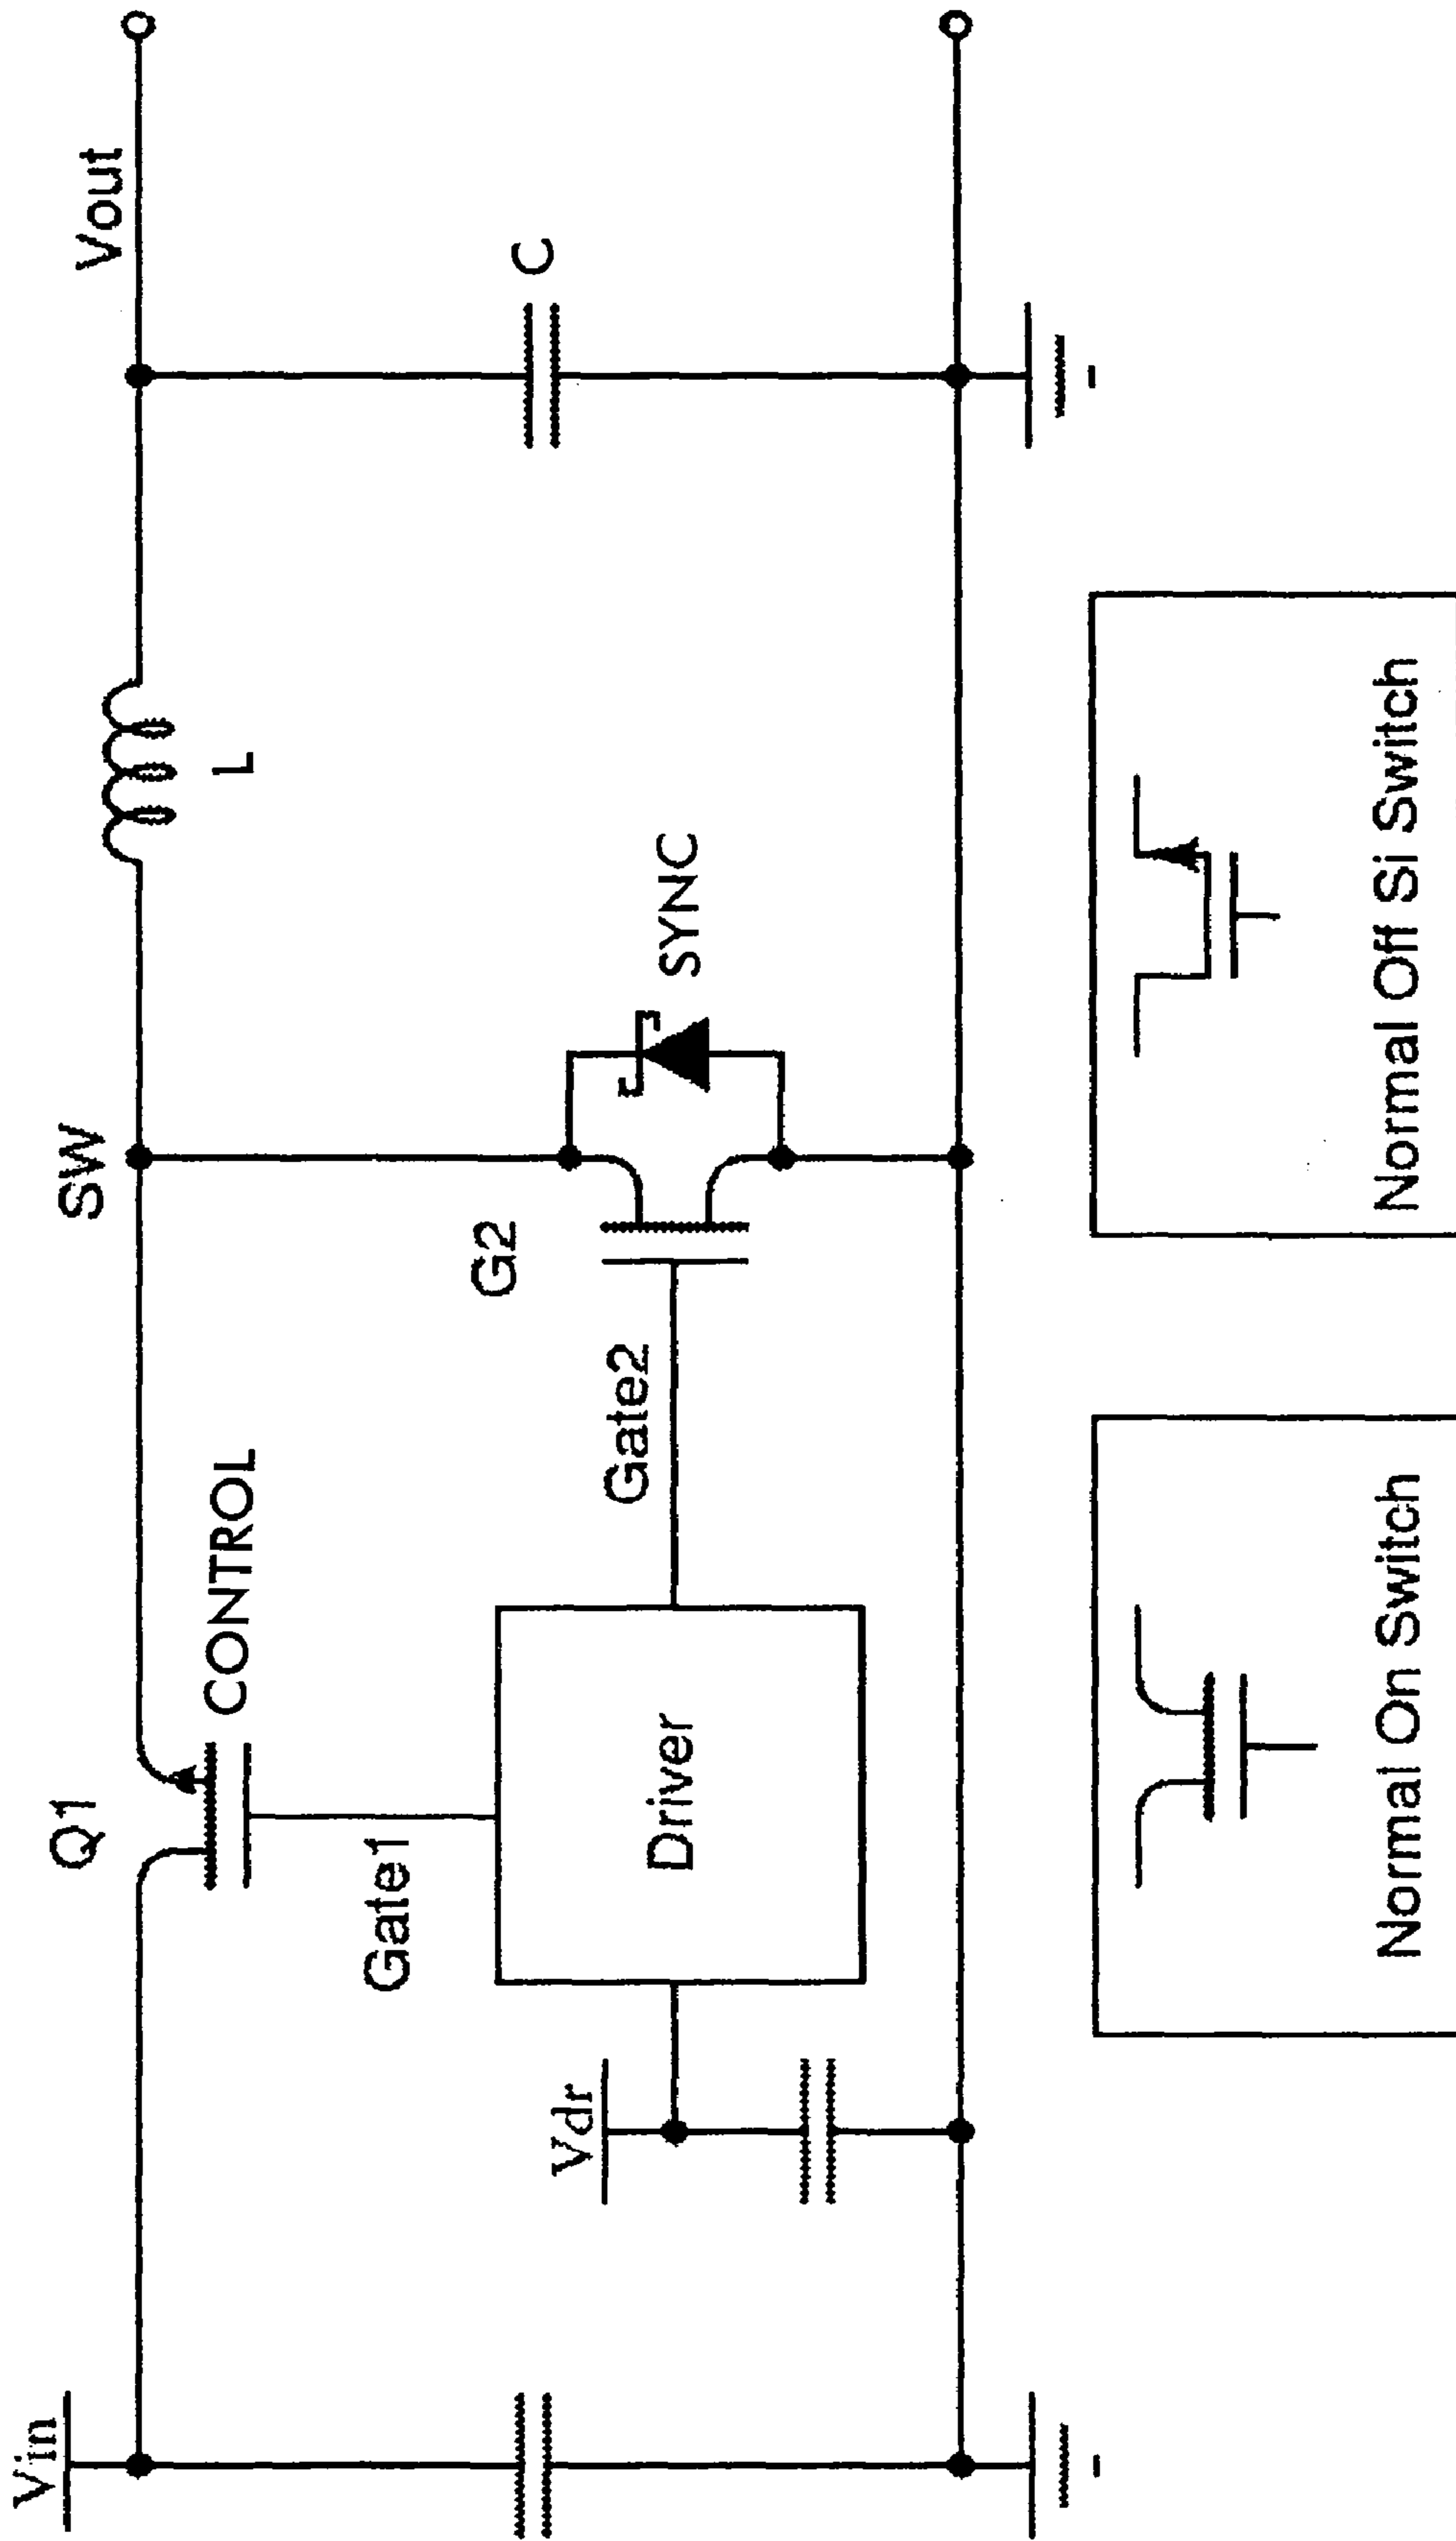 Vin
Q1
CONTROL
SW
L
Vout
Gate1
Vdr
Driver
Gate2
G2
SYNC
C
Normal On Switch
Normal Off Si Switch